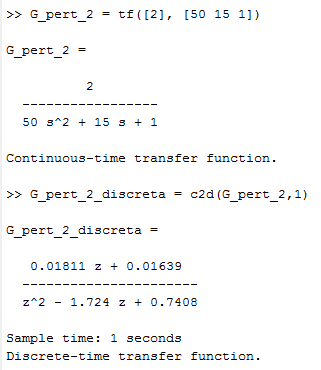 >> G_pert_2 = tf([2], [50 15 1])
G_pert_2 =
2
-----------------
50 s^2 + 15 s + 1
Continuous-time transfer function.
>> G_pert_2_discreta = c2d(G_pert_2,1)
G_pert_2_discreta =
0.01811 z + 0.01639
----------------------
z^2 - 1.724 z + 0.7408
Sample time: 1 seconds
Discrete-time transfer function.